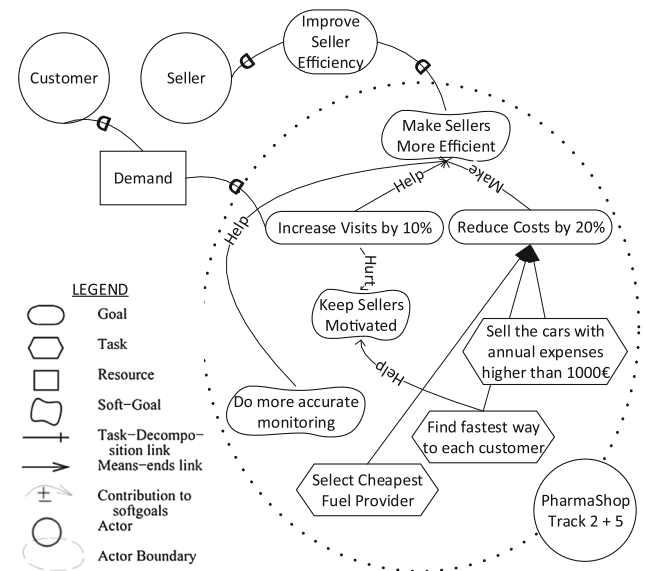 Improve
Seller
Efficiency
Customer
Seller
D
D
D
D
Make Sellers
More Efficient
Demand
Help
Make
Help
Increase Visits by 10%
Reduce Costs by 20%
Hurt
Keep Sellers
Motivated
Sell the cars with
annual expenses
higher than 1000€
Help
Do more accurate
monitoring
Find fastest way
to each customer
Select Cheapest
Fuel Provider
PharmaShop
Track 2 + 5
LEGEND
Goal
Task
Resource
Soft-Goal
Task-Decompo-
sition link
Means-ends link
±
Contribution to
softgoals
Actor
Actor Boundary